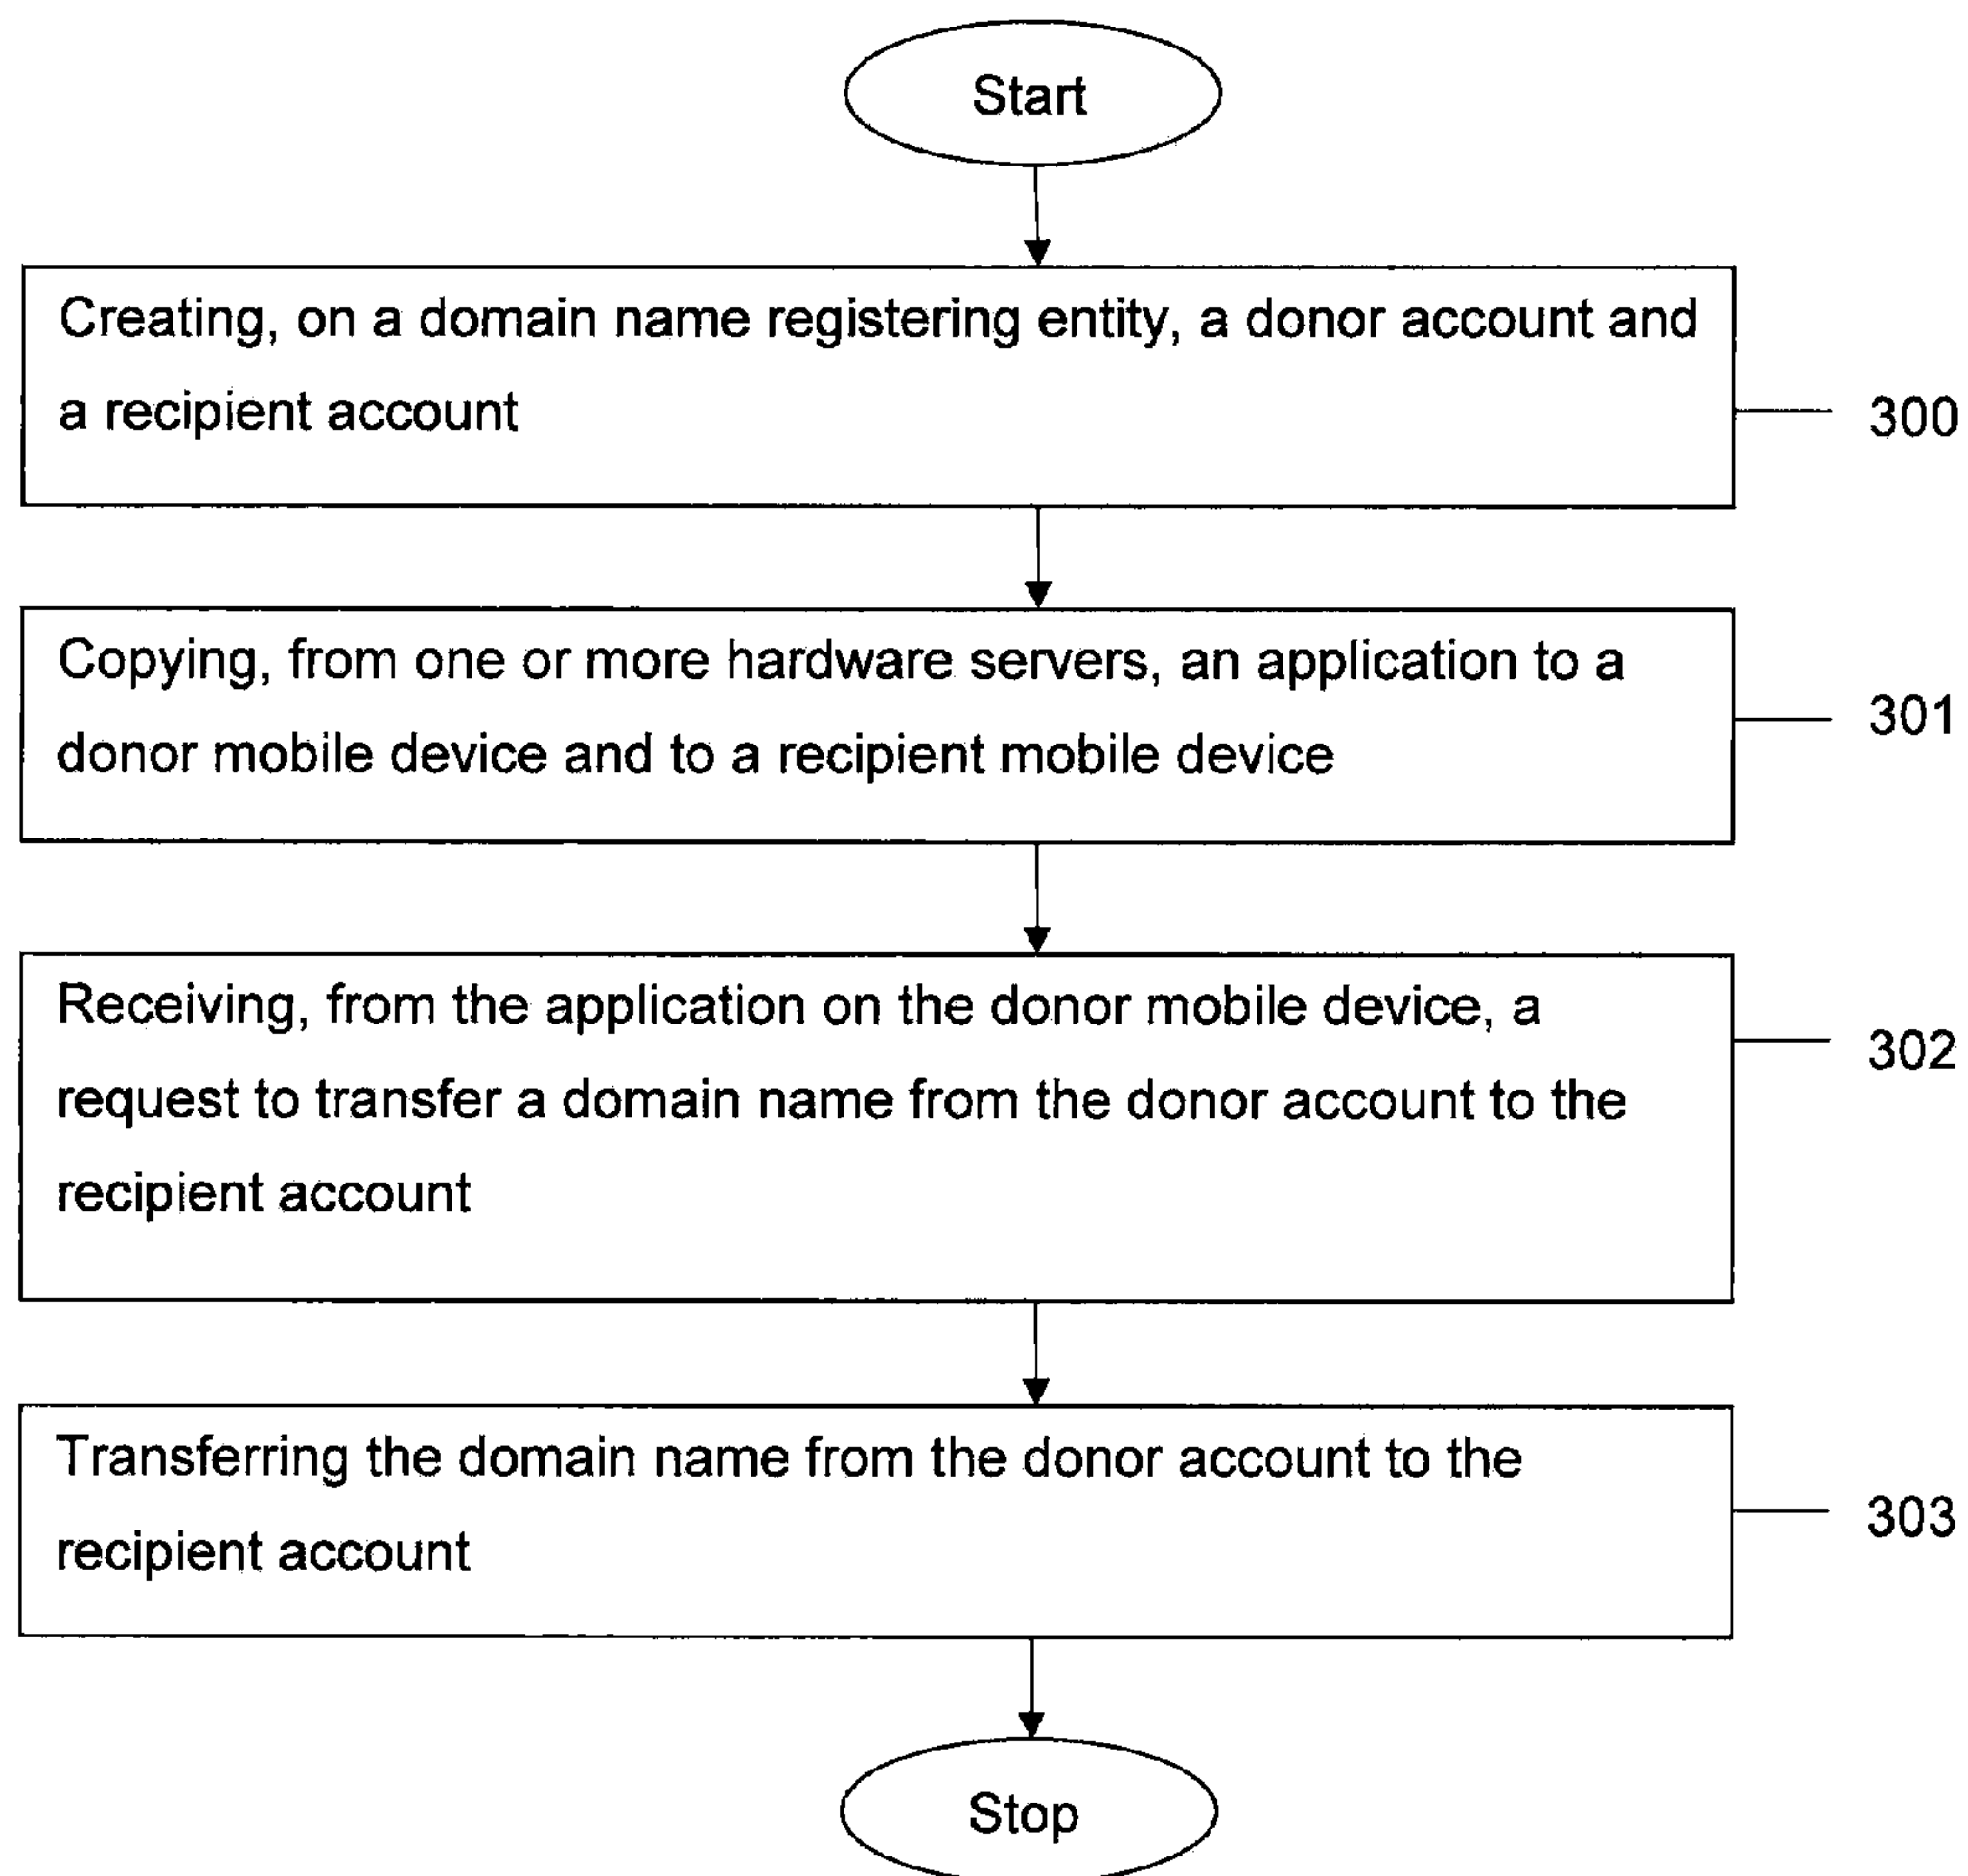 Start
Creating, on a domain name registering entity, a donor account and
a recipient account
300
Copying, from one or more hardware servers, an application to a
donor mobile device and to a recipient mobile device
301
Receiving, from the application on the donor mobile device, a
request to transfer a domain name from the donor account to the
recipient account
302
Transferring the domain name from the donor account to the
recipient account
303
Stop